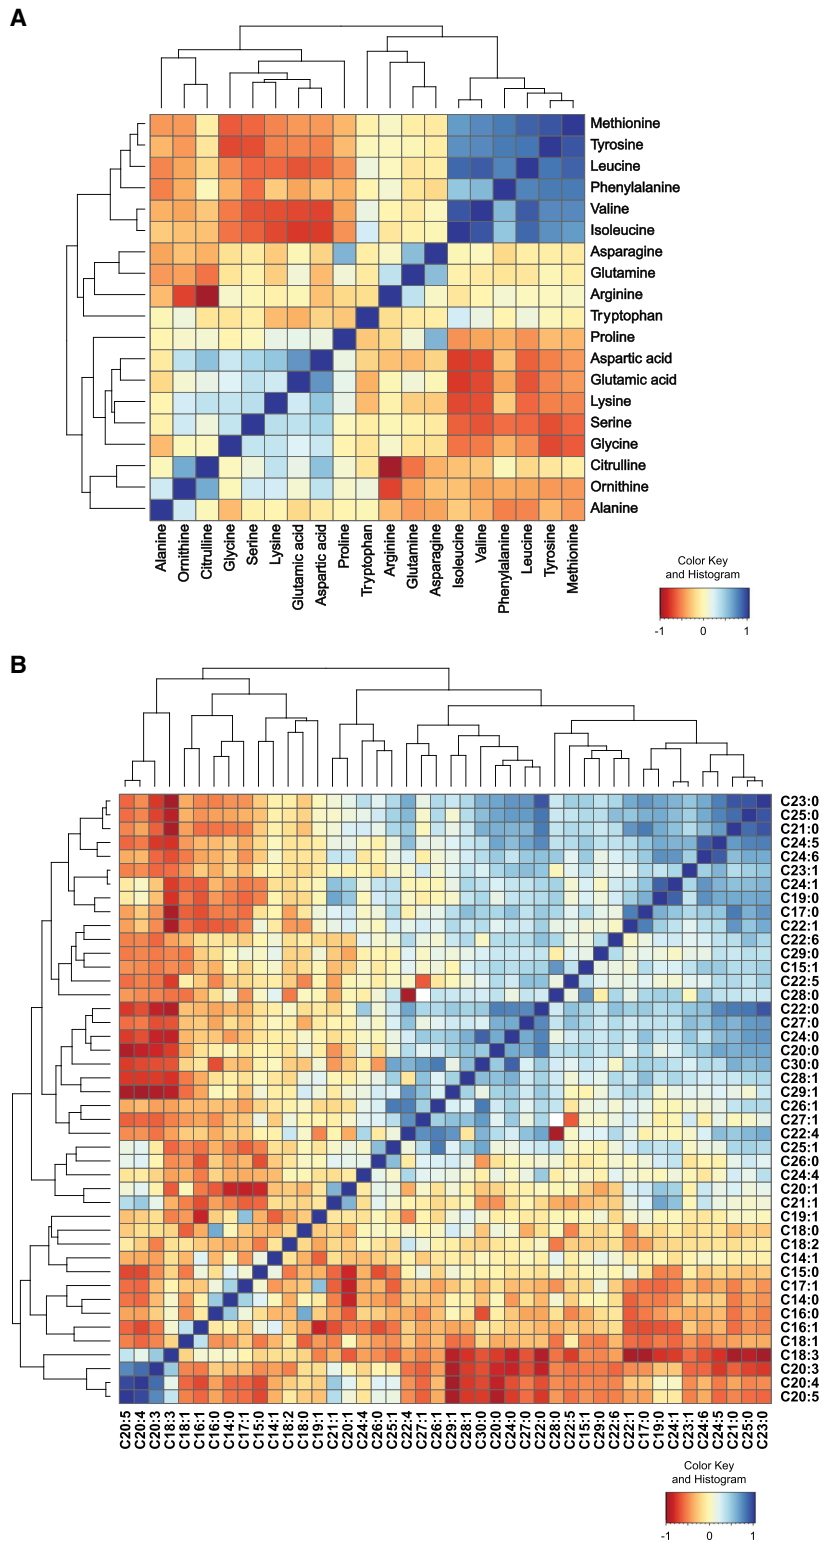 A
Methionine
Tyrosine
Leucine
Phenylalanine
Valine
Isoleucine
Asparagine
Glutamine
Arginine
Tryptophan
Proline
Aspartic acid
Glutamic acid
Lysine
Serine
Glycine
Citrulline
Ornithine
Alanine
Alanine
Ornithine
Citrulline
Glycine
Serine
Lysine
Glutamic acid
Aspartic acid
Proline
Tryptophan
Arginine
Glutamine
Asparagine
Isoleucine
Valine
Phenylalanine
Leucine
Tyrosine
Methionine
Color Key
and Histogram
-1 0 1
B
C23:0
C25:0
C21:0
C24:5
C24:6
C23:1
C24:1
C19:0
C17:0
C22:1
C22:6
C29:0
C15:1
C22:5
C28:0
C22:0
C27:0
C24:0
C20:0
C30:0
C28:1
C29:1
C26:1
C27:1
C22:4
C25:1
C26:0
C24:4
C20:1
C21:1
C19:1
C18:0
C18:2
C14:1
C15:0
C17:1
C14:0
C16:0
C16:1
C18:1
C18:3
C20:3
C20:4
C20:5
C20:5
C20:4
C20:3
C18:3
C18:1
C16:1
C16:0
C14:0
C17:1
C15:0
C14:1
C18:2
C18:0
C19:1
C21:1
C20:1
C24:4
C26:0
C25:1
C22:4
C27:1
C26:1
C29:1
C28:1
C30:0
C20:0
C24:0
C27:0
C22:0
C28:0
C22:5
C15:1
C29:0
C22:6
C22:1
C17:0
C19:0
C24:1
C23:1
C24:6
C24:5
C21:0
C25:0
C23:0
Color Key
and Histogram
-1 0 1